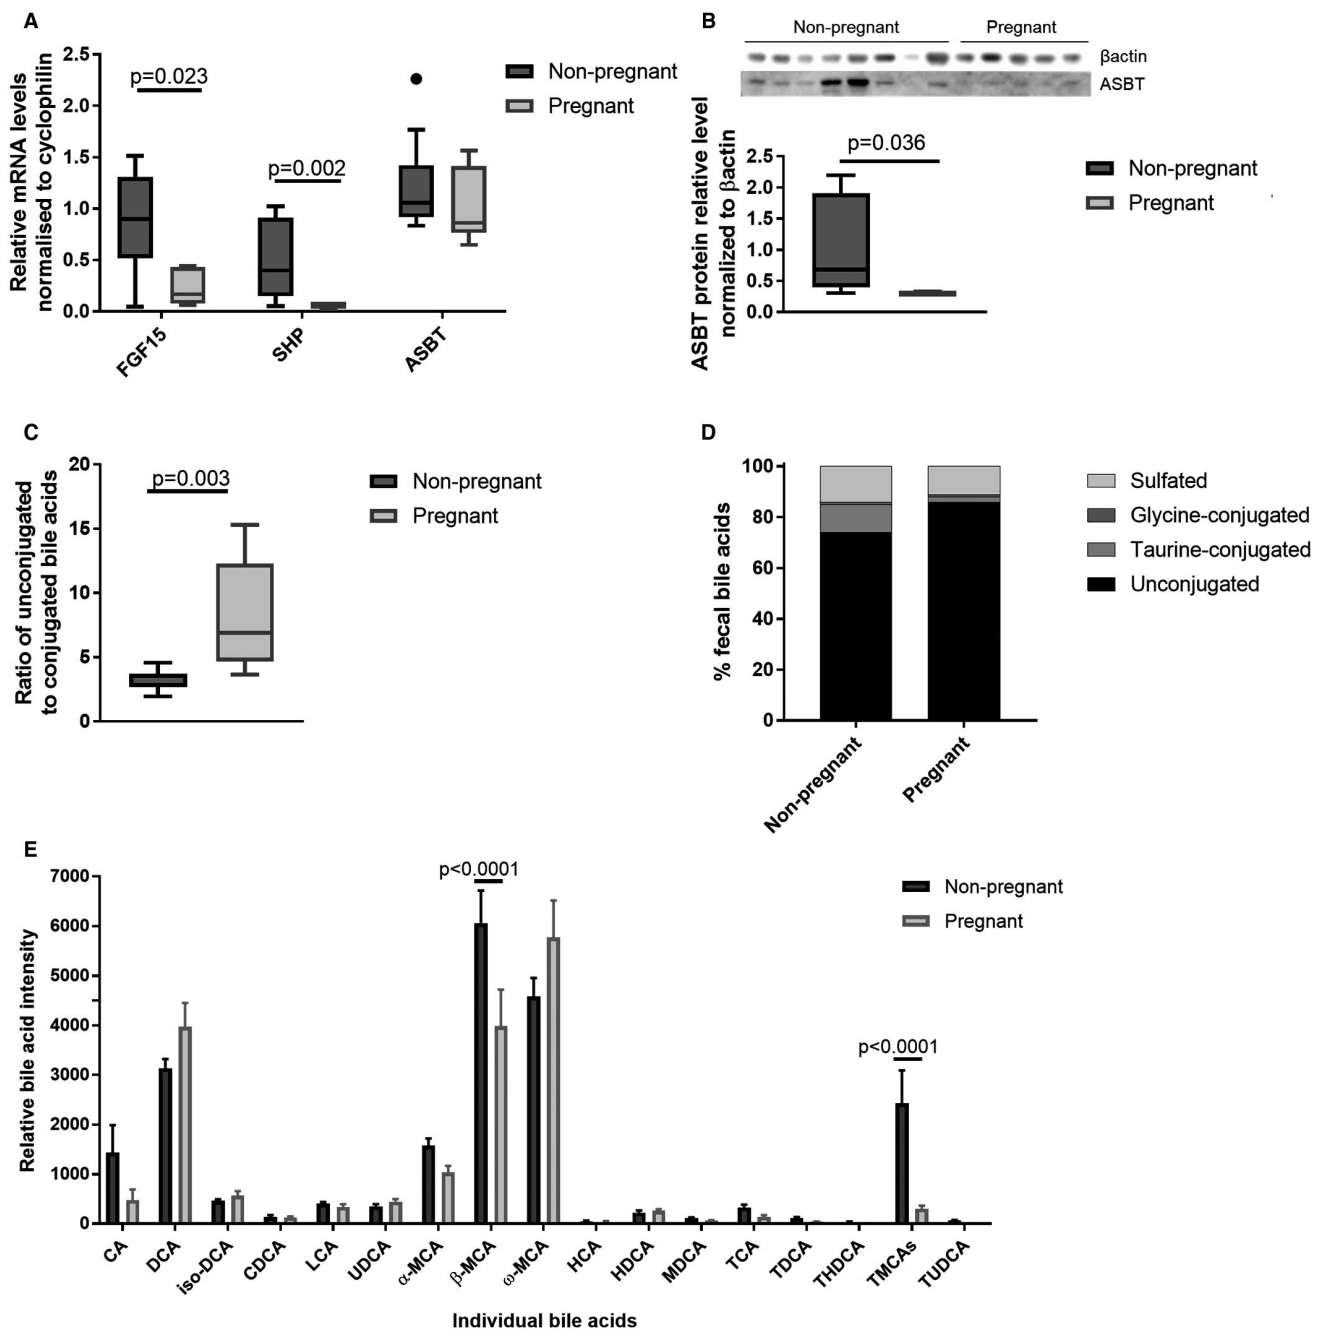 A
Relative mRNA levels
normalised to cyclophilin
2.5
2.0
1.5
1.0
0.5
0.0
p=0.023
p=0.002
FGF15
SHP
ASBT
Non-pregnant
Pregnant
B
Non-pregnant
Pregnant
βactin
ASBT
ASBT protein relative level
normalized to βactin
2.5
2.0
1.5
1.0
0.5
0.0
p=0.036
Non-pregnant
Pregnant
C
Ratio of unconjugated
to conjugated bile acids
20
15
10
5
0
p=0.003
Non-pregnant
Pregnant
D
% fecal bile acids
100
80
60
40
20
0
Non-pregnant
Pregnant
Sulfated
Glycine-conjugated
Taurine-conjugated
Unconjugated
E
Relative bile acid intensity
7000
6000
5000
4000
3000
2000
1000
0
p<0.0001
p<0.0001
Non-pregnant
Pregnant
CA
DCA
iso-DCA
CDCA
LCA
UDCA
α-MCA
β-MCA
ω-MCA
HCA
HDCA
MDCA
TCA
TDCA
THDCA
TMCAs
TUDCA
Individual bile acids